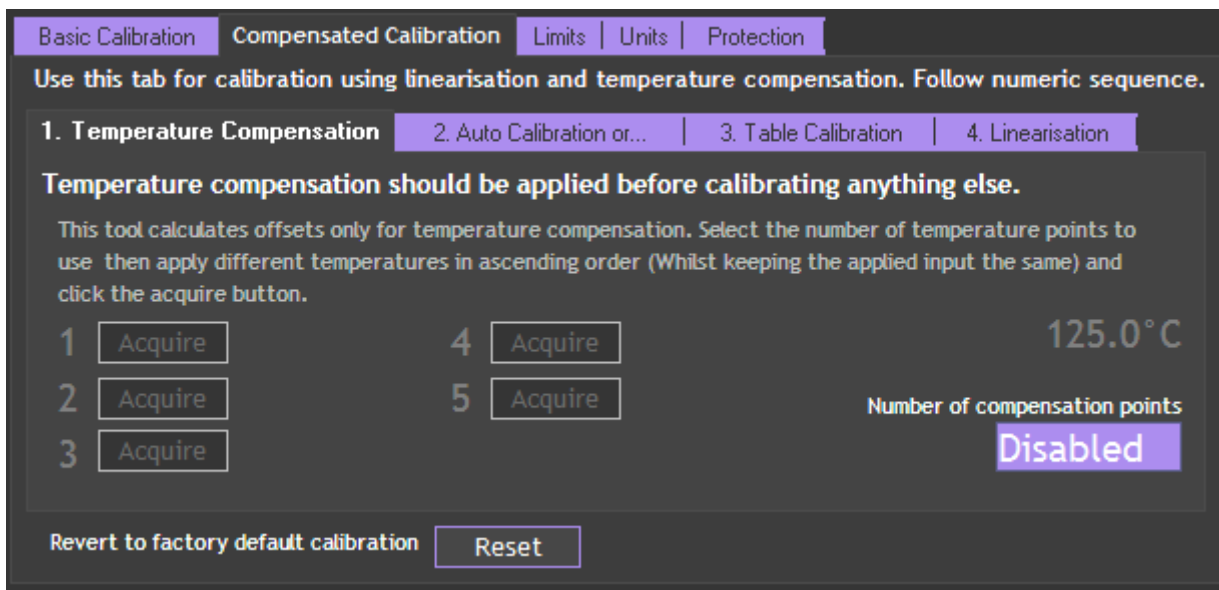 Basic Calibration Compensated Calibration Limits Units Protection
Use this tab for calibration using linearisation and temperature compensation. Follow numeric sequence.
1. Temperature Compensation 2. Auto Calibration or... 3. Table Calibration 4. Linearisation
Temperature compensation should be applied before calibrating anything else.
This tool calculates offsets only for temperature compensation. Select the number of temperature points to
use then apply different temperatures in ascending order (Whilst keeping the applied input the same) and
click the acquire button.
1 Acquire 4 Acquire 125.0°C
2 Acquire 5 Acquire Number of compensation points
3 Acquire Disabled
Revert to factory default calibration Reset